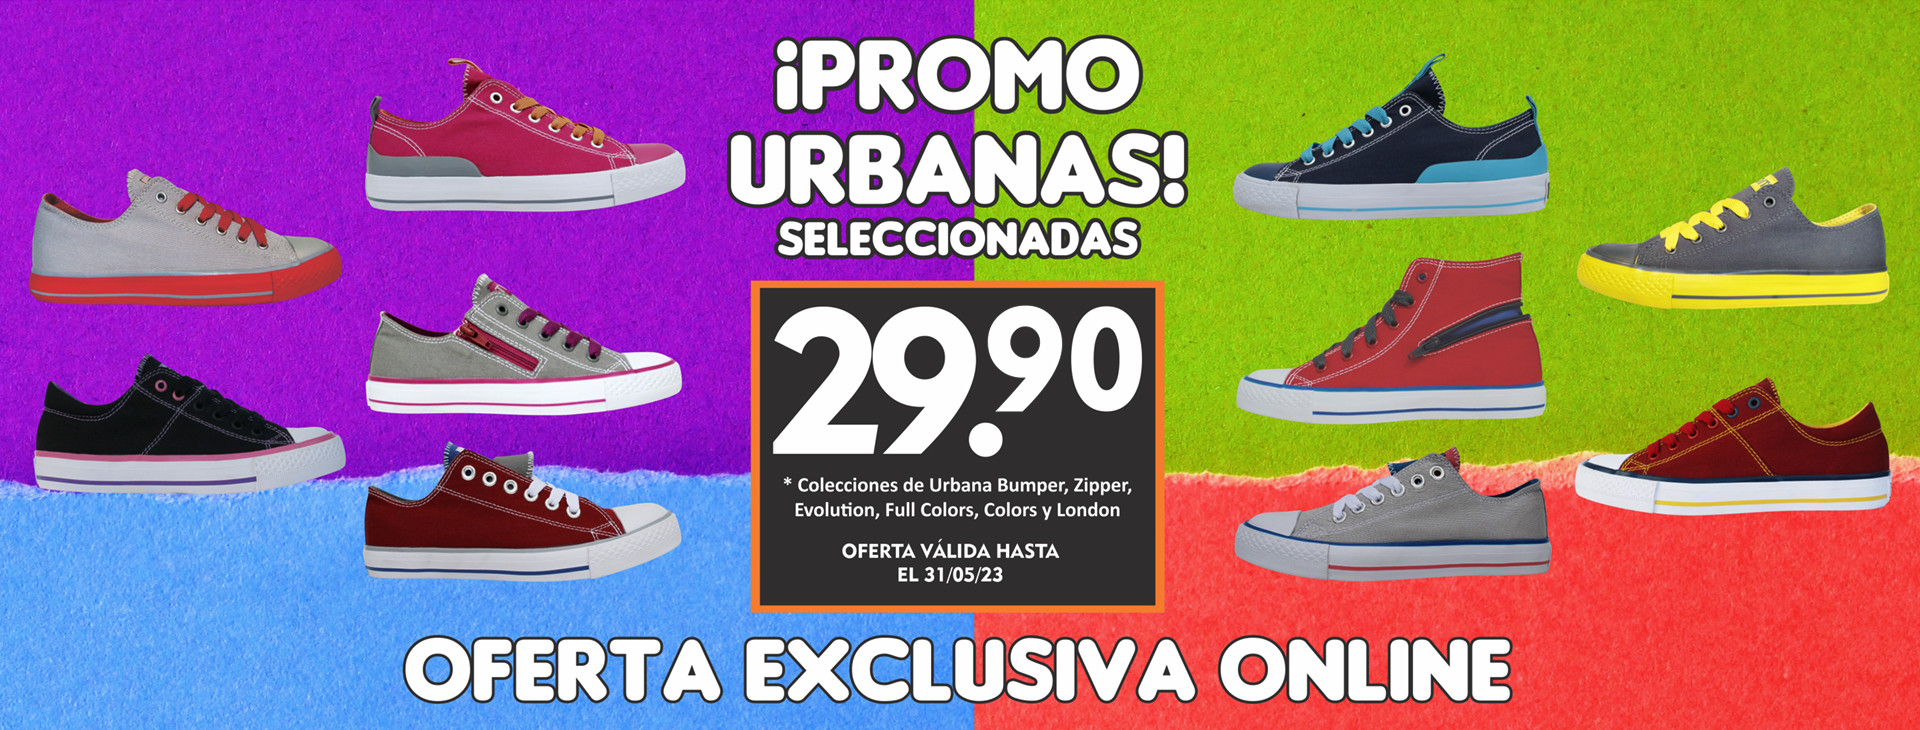 ¡PROMO
URBANAS!
SELECCIONADAS
29.90
* Colecciones de Urbana Bumper, Zipper,
Evolution, Full Colors, Colors y London
OFERTA VÁLIDA HASTA
EL 31/05/23
OFERTA EXCLUSIVA ONLINE